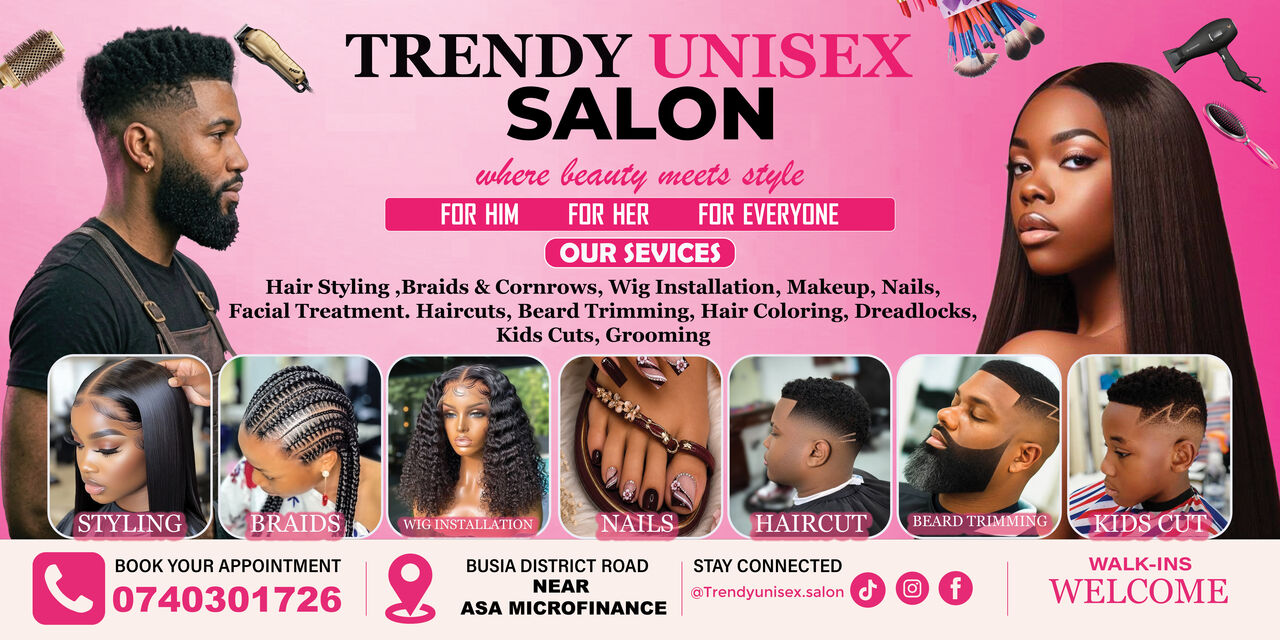 TRENDY UNISEX
SALON
where beauty meets style
FOR HIM FOR HER FOR EVERYONE
OUR SEVICES
Hair Styling ,Braids & Cornrows, Wig Installation, Makeup, Nails,
Facial Treatment. Haircuts, Beard Trimming, Hair Coloring, Dreadlocks,
Kids Cuts, Grooming
STYLING
BRAIDS
WIG INSTALLATION
NAILS
HAIRCUT
BEARD TRIMMING
KIDS CUT
BOOK YOUR APPOINTMENT
0740301726
BUSIA DISTRICT ROAD
NEAR
ASA MICROFINANCE
STAY CONNECTED
@Trendyunisex.salon
WALK-INS
WELCOME